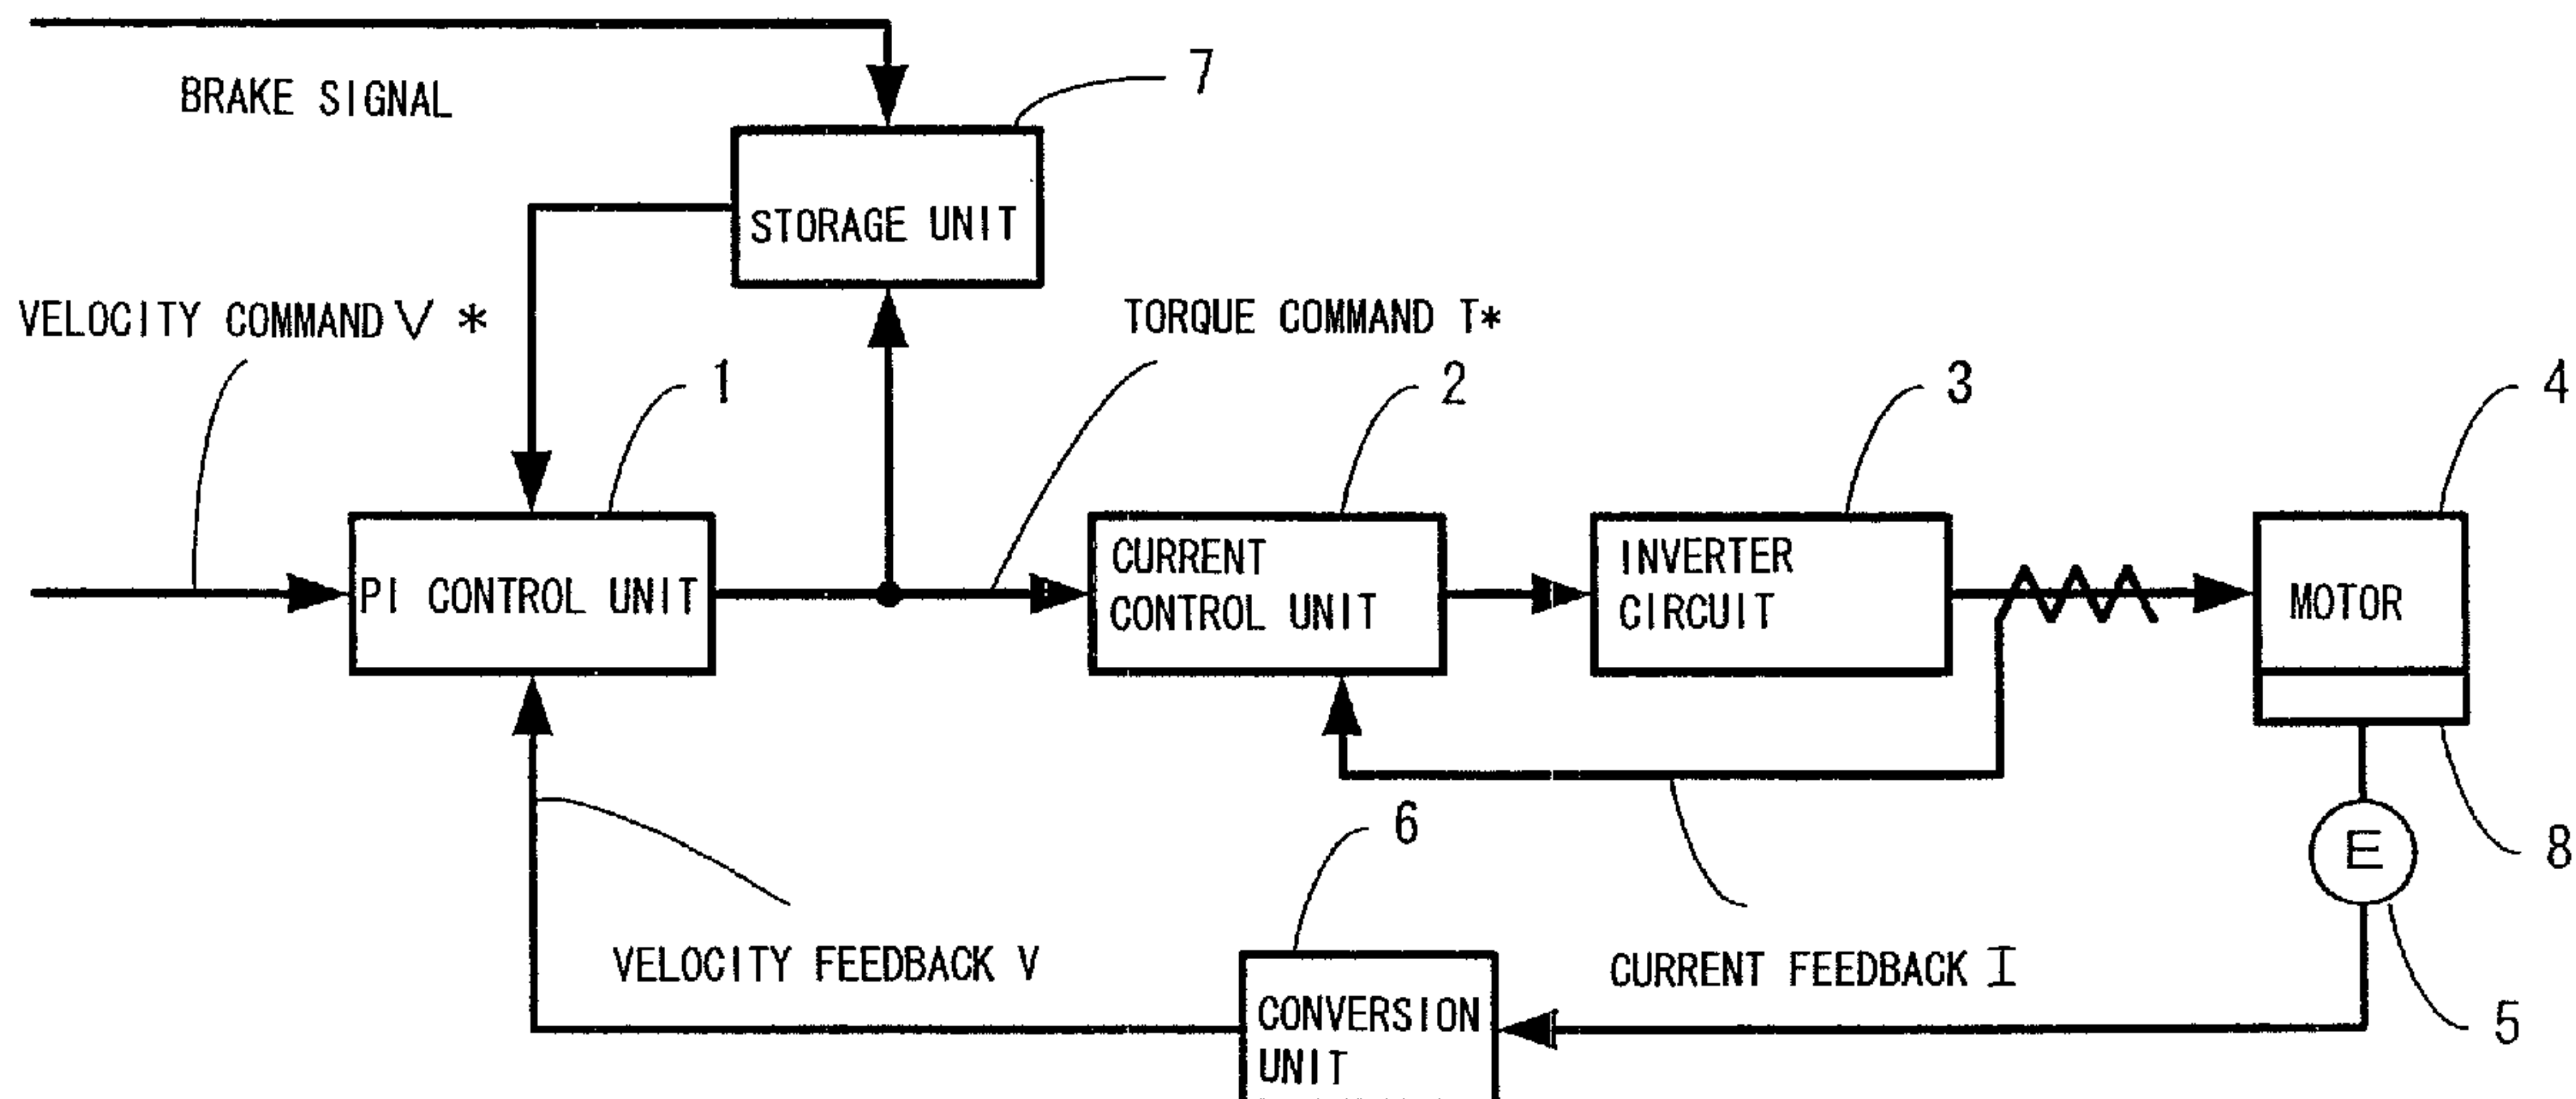 BRAKE SIGNAL
7
STORAGE UNIT
VELOCITY COMMAND V *
TORQUE COMMAND T*
1
2
3
4
PI CONTROL UNIT
CURRENT
CONTROL UNIT
INVERTER
CIRCUIT
MOTOR
6
E
8
VELOCITY FEEDBACK V
CURRENT FEEDBACK I
5
CONVERSION
UNIT